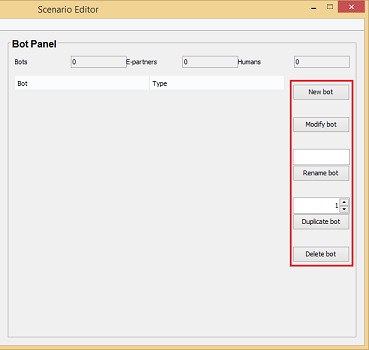 Scenario Editor
Bot Panel
Bots 0 E-partners 0 Humans 0
Bot Type
New bot
Modify bot
Rename bot
1
Duplicate bot
Delete bot